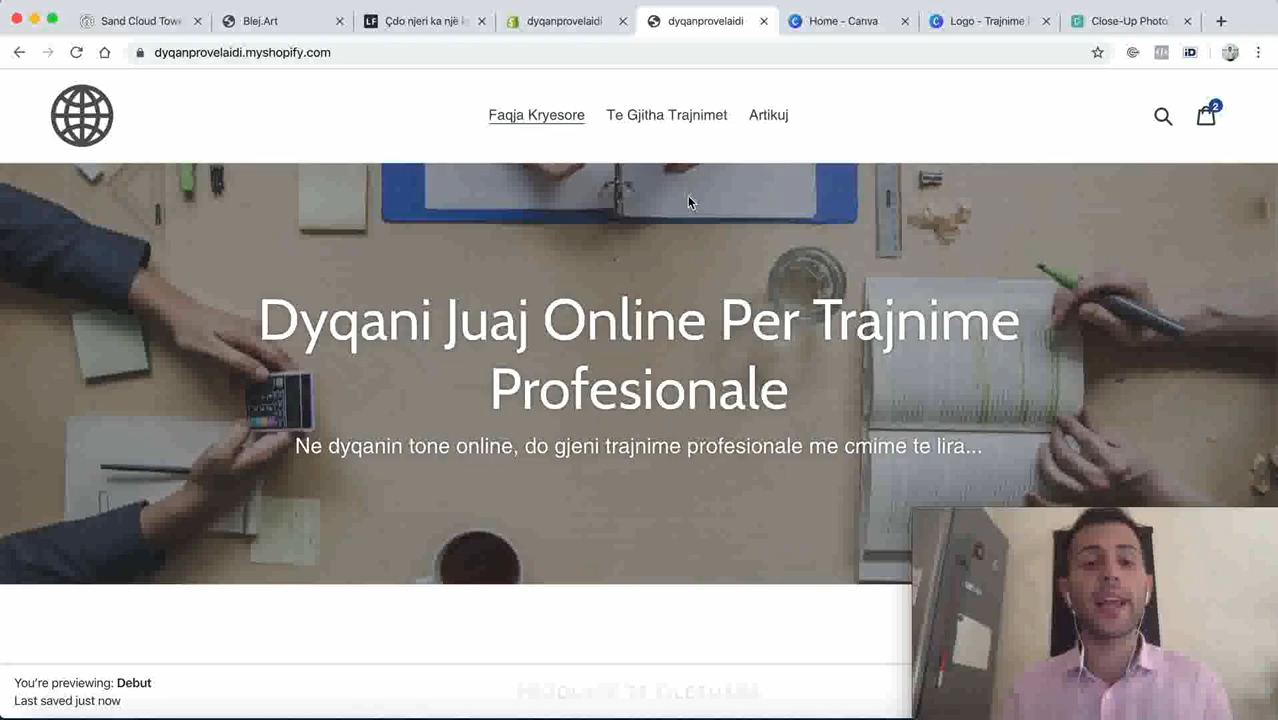 Sand Cloud Tow
Blej.Art
LF Çdo njeri ka një
dyqanprovelaidi
dyqanprovelaidi
Home - Canva
Logo - Trajnime
Close-Up Photo
dyqanprovelaidi.myshopify.com
iD
Faqja Kryesore
Te Gjitha Trajnimet
Artikuj
2
Dyqani Juaj Online Per Trajnime
Profesionale
Ne dyqanin tone online, do gjeni trajnime profesionale me cmime te lira...
You're previewing: Debut
Last saved just now